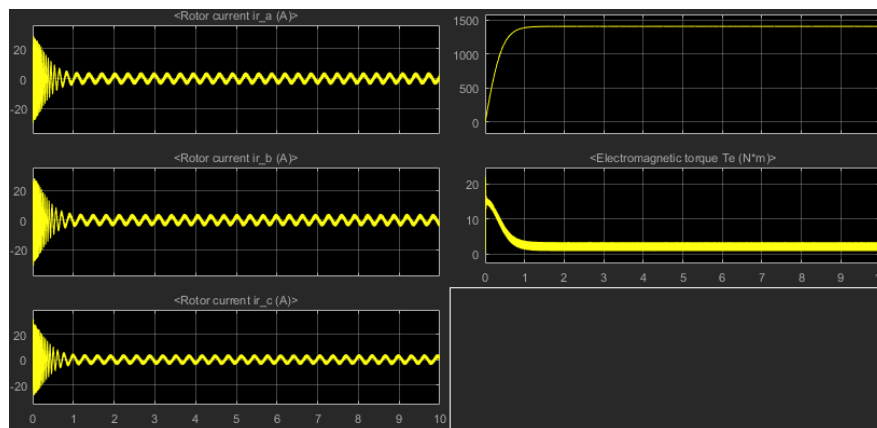 <Rotor current ir_a (A)>
20
0
-20
<Rotor current ir_b (A)>
20
0
-20
<Rotor current ir_c (A)>
20
0
-20
0 1 2 3 4 5 6 7 8 9 10
1500
1000
500
0
<Electromagnetic torque Te (N*m)>
20
10
0
0 1 2 3 4 5 6 7 8 9